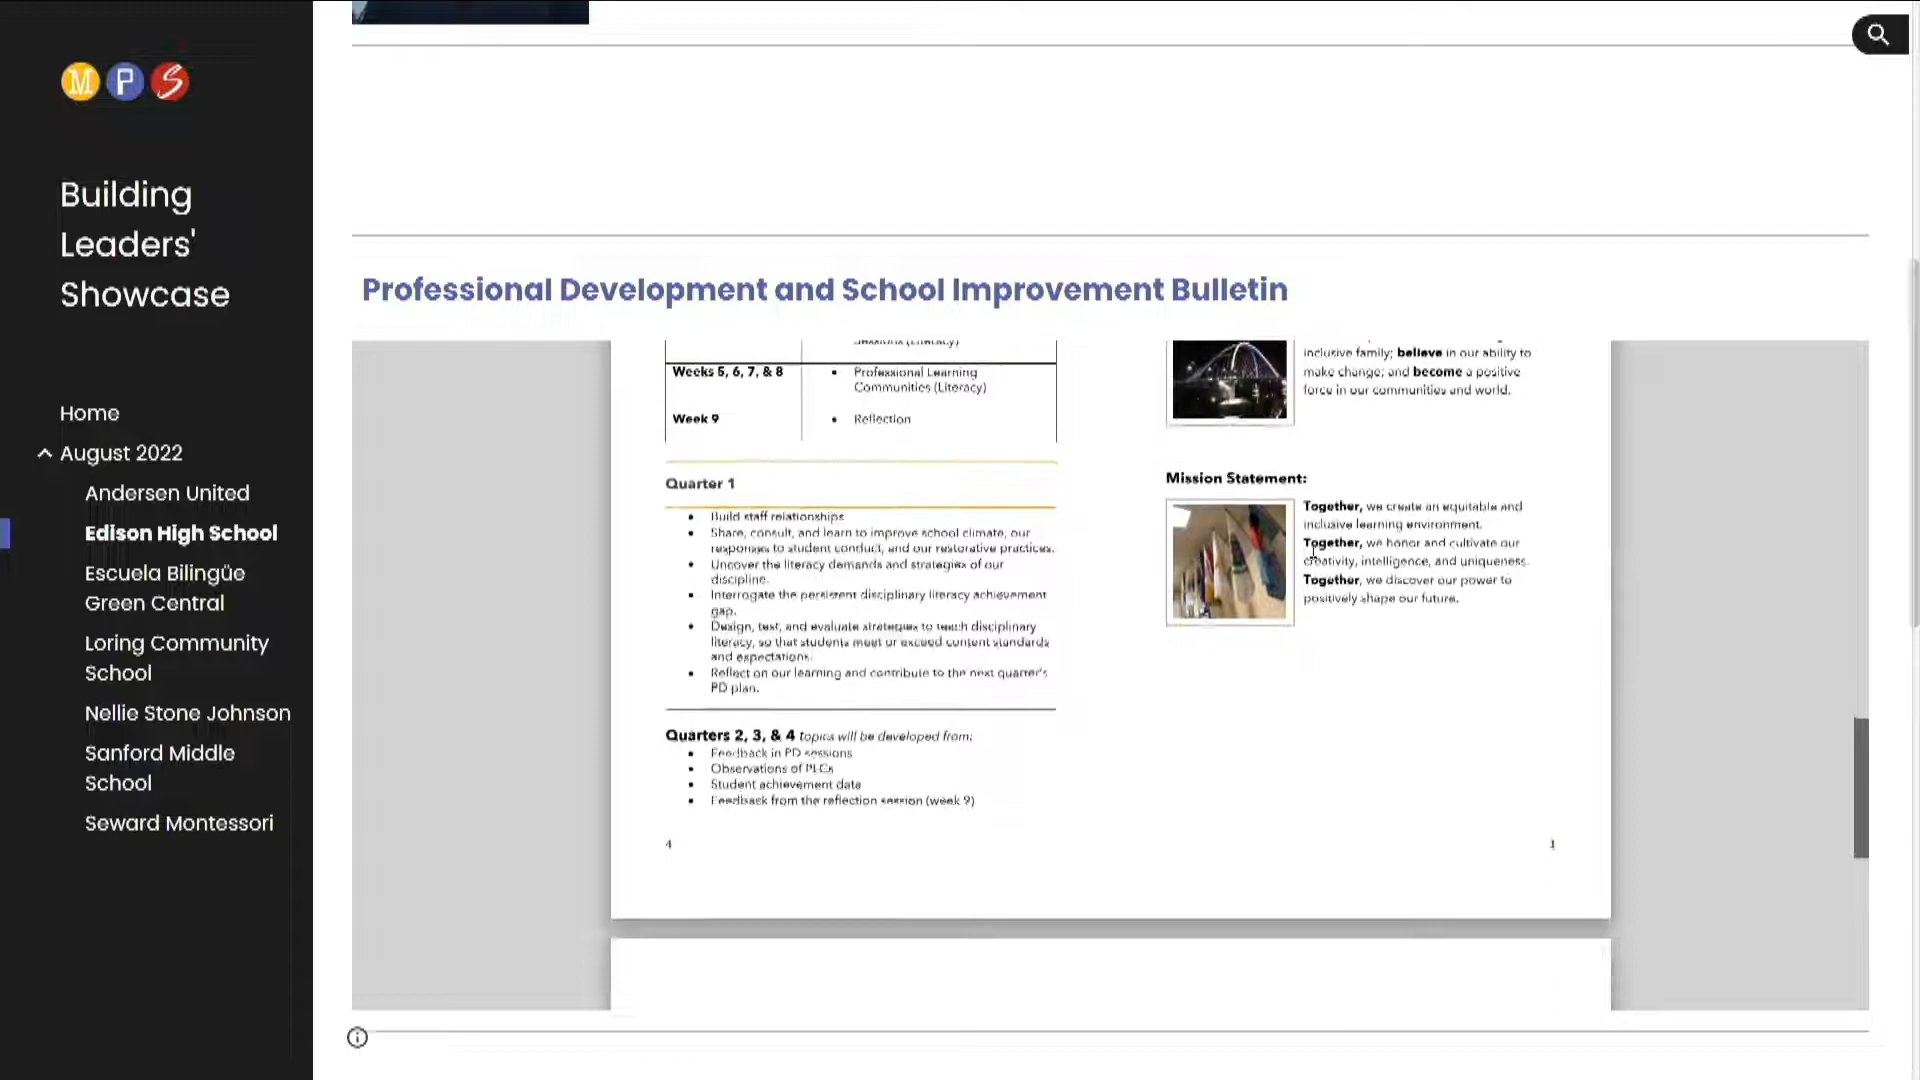 M P S
Building
Leaders'
Showcase
Home
August 2022
Andersen United
Edison High School
Escuela Bilingüe
Green Central
Loring Community
School
Nellie Stone Johnson
Sanford Middle
School
Seward Montessori
Professional Development and School Improvement Bulletin
Sessions (Literacy)
Weeks 5, 6, 7, & 8
• Professional Learning
Communities (Literacy)
Week 9
• Reflection
Quarter 1
• Build staff relationships
• Share, consult, and learn to improve school climate, our
responses to student conduct, and our restorative practices.
• Uncover the literacy demands and strategies of our
discipline.
• Interrogate the persistent disciplinary literacy achievement
gap.
• Design, test, and evaluate strategies to teach disciplinary
literacy, so that students meet or exceed content standards
and expectations.
• Reflect on our learning and contribute to the next quarter's
PD plan.
Quarters 2, 3, & 4 topics will be developed from:
• Feedback in PD sessions
• Observations of PLCs
• Student achievement data
• Feedback from the reflection session (week 9)
4
inclusive family; believe in our ability to
make change; and become a positive
force in our communities and world.
Mission Statement:
Together, we create an equitable and
inclusive learning environment.
Together, we honor and cultivate our
creativity, intelligence, and uniqueness.
Together, we discover our power to
positively shape our future.
1